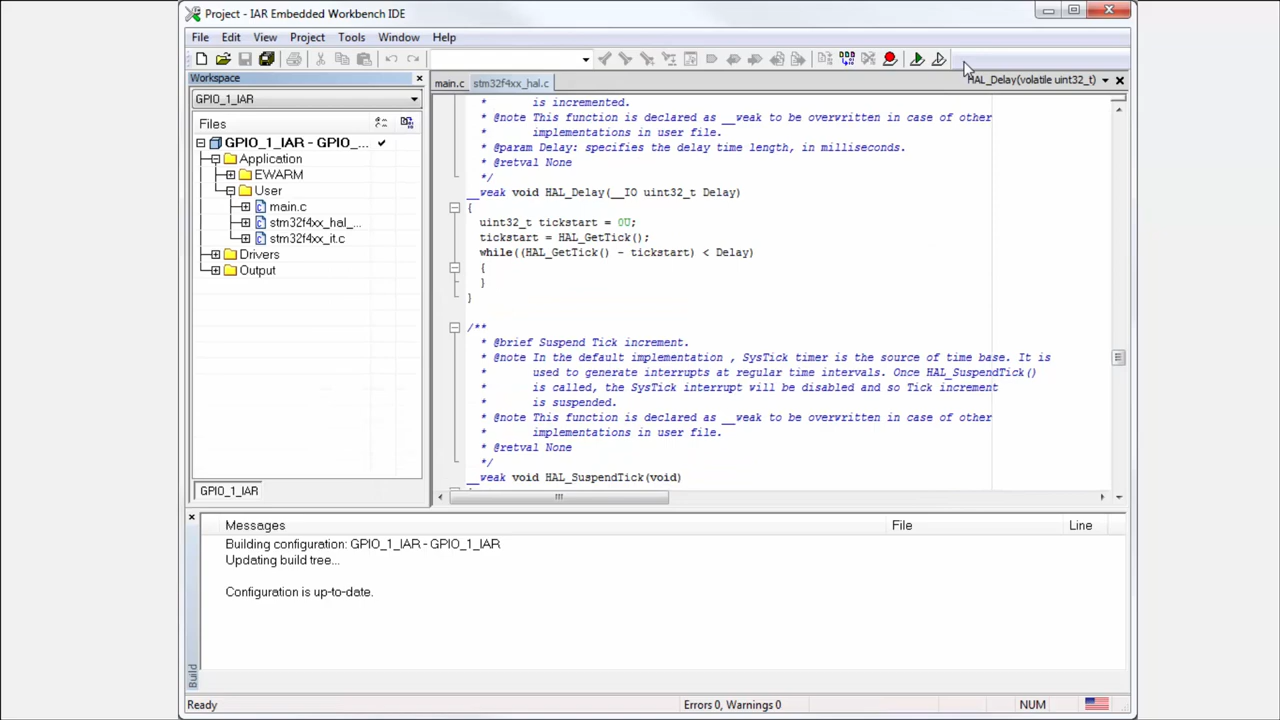 Project - IAR Embedded Workbench IDE
File Edit View Project Tools Window Help
Workspace
GPIO_1_IAR
Files
GPIO_1_IAR - GPIO_...
Application
EWARM
User
main.c
stm32f4xx_hal_...
stm32f4xx_it.c
Drivers
Output
GPIO_1_IAR
main.c stm32f4xx_hal.c
HAL_Delay(volatile uint32_t)
* is incremented.
* @note This function is declared as __weak to be overwritten in case of other
* implementations in user file.
* @param Delay: specifies the delay time length, in milliseconds.
* @retval None
*/
__weak void HAL_Delay(__IO uint32_t Delay)
{
uint32_t tickstart = 0U;
tickstart = HAL_GetTick();
while((HAL_GetTick() - tickstart) < Delay)
{
}
}
/**
* @brief Suspend Tick increment.
* @note In the default implementation , SysTick timer is the source of time base. It is
* used to generate interrupts at regular time intervals. Once HAL_SuspendTick()
* is called, the SysTick interrupt will be disabled and so Tick increment
* is suspended.
* @note This function is declared as __weak to be overwritten in case of other
* implementations in user file.
* @retval None
*/
__weak void HAL_SuspendTick(void)
Messages File Line
Building configuration: GPIO_1_IAR - GPIO_1_IAR
Updating build tree...
Configuration is up-to-date.
Build
Ready Errors 0, Warnings 0 NUM